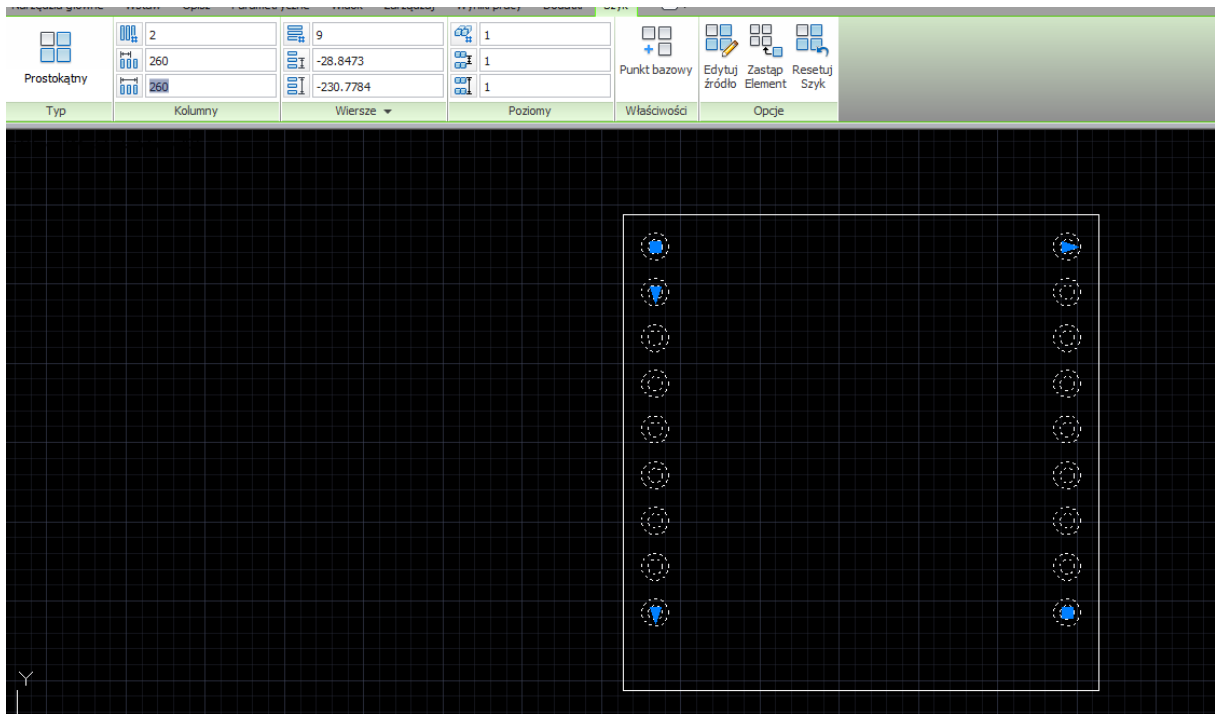 2
260
260
9
-28.8473
-230.7784
1
1
1
Prostokątny
Punkt bazowy
Edytuj źródło
Zastąp Element
Resetuj Szyk
Typ
Kolumny
Wiersze
Poziomy
Właściwości
Opcje
Y